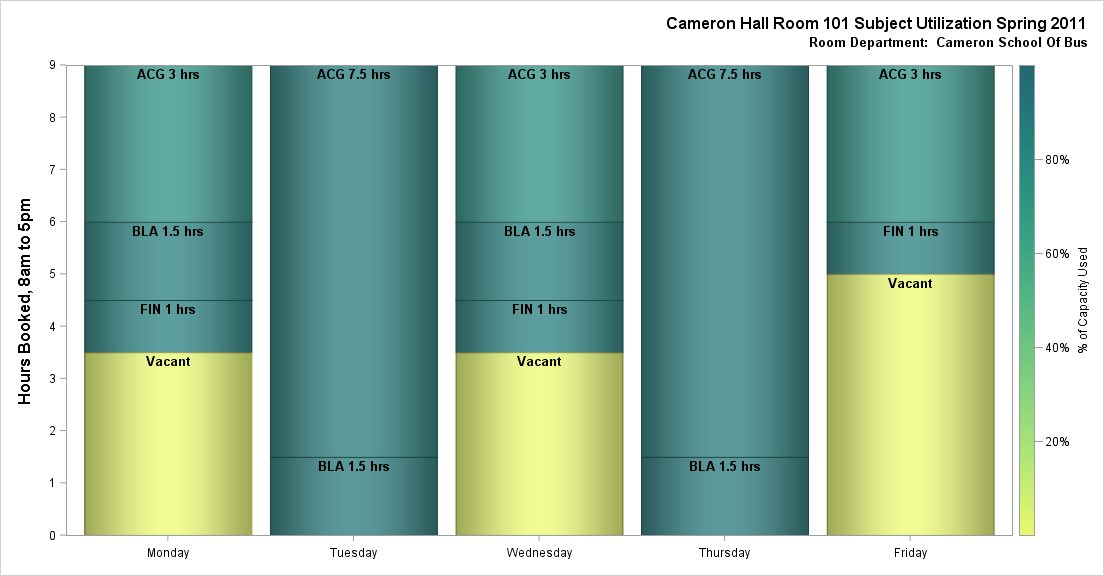 Cameron Hall Room 101 Subject Utilization Spring 2011
Room Department: Cameron School Of Bus
Hours Booked, 8am to 5pm
9
8
7
6
5
4
3
2
1
0
ACG 3 hrs
BLA 1.5 hrs
FIN 1 hrs
Vacant
ACG 7.5 hrs
BLA 1.5 hrs
ACG 3 hrs
BLA 1.5 hrs
FIN 1 hrs
Vacant
ACG 7.5 hrs
BLA 1.5 hrs
ACG 3 hrs
FIN 1 hrs
Vacant
Monday
Tuesday
Wednesday
Thursday
Friday
80%
60%
40%
20%
% of Capacity Used